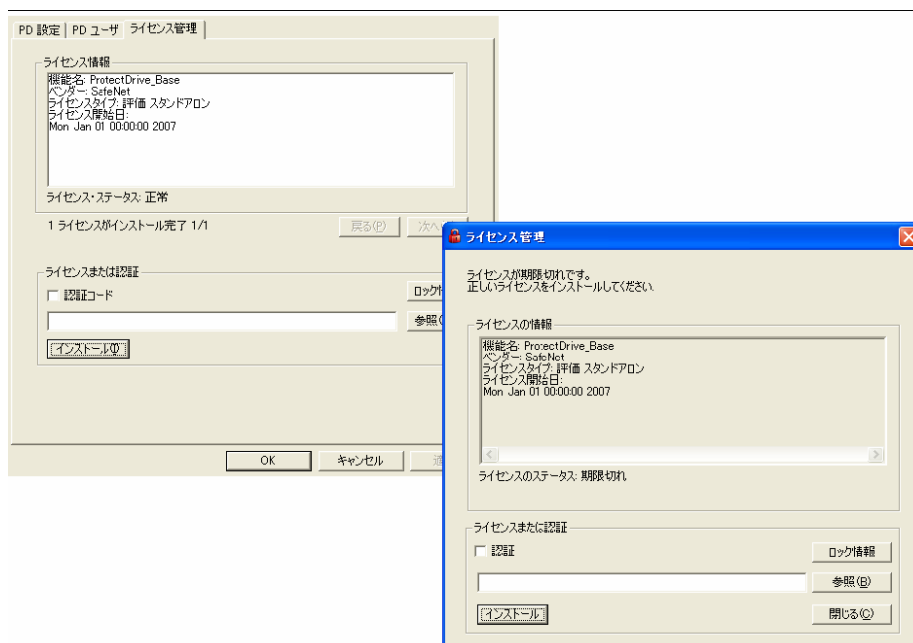 PD 設定 | PD ユーザ ライセンス管理
ライセンス情報
機能名: ProtectDrive_Base
ベンダー: SafeNet
ライセンスタイプ: 評価 スタンドアロン
ライセンス開始日:
Mon Jan 01 00:00:00 2007
ライセンス・ステータス: 正常
1 ライセンスがインストール完了 1/1
戻る(P)
次へ
ライセンスまたは認証
認証コード
ロック
参照(
インストール(I)
OK
キャンセル
適
ライセンス管理
ライセンスが期限切れです。
正しいライセンスをインストールしてください.
ライセンスの情報
機能名: ProtectDrive_Base
ベンダー: SafeNet
ライセンスタイプ: 評価 スタンドアロン
ライセンス開始日:
Mon Jan 01 00:00:00 2007
ライセンスのステータス: 期限切れ
ライセンスまたに認証
認証
ロック情報
参照(B)
インストール
閉じる(C)